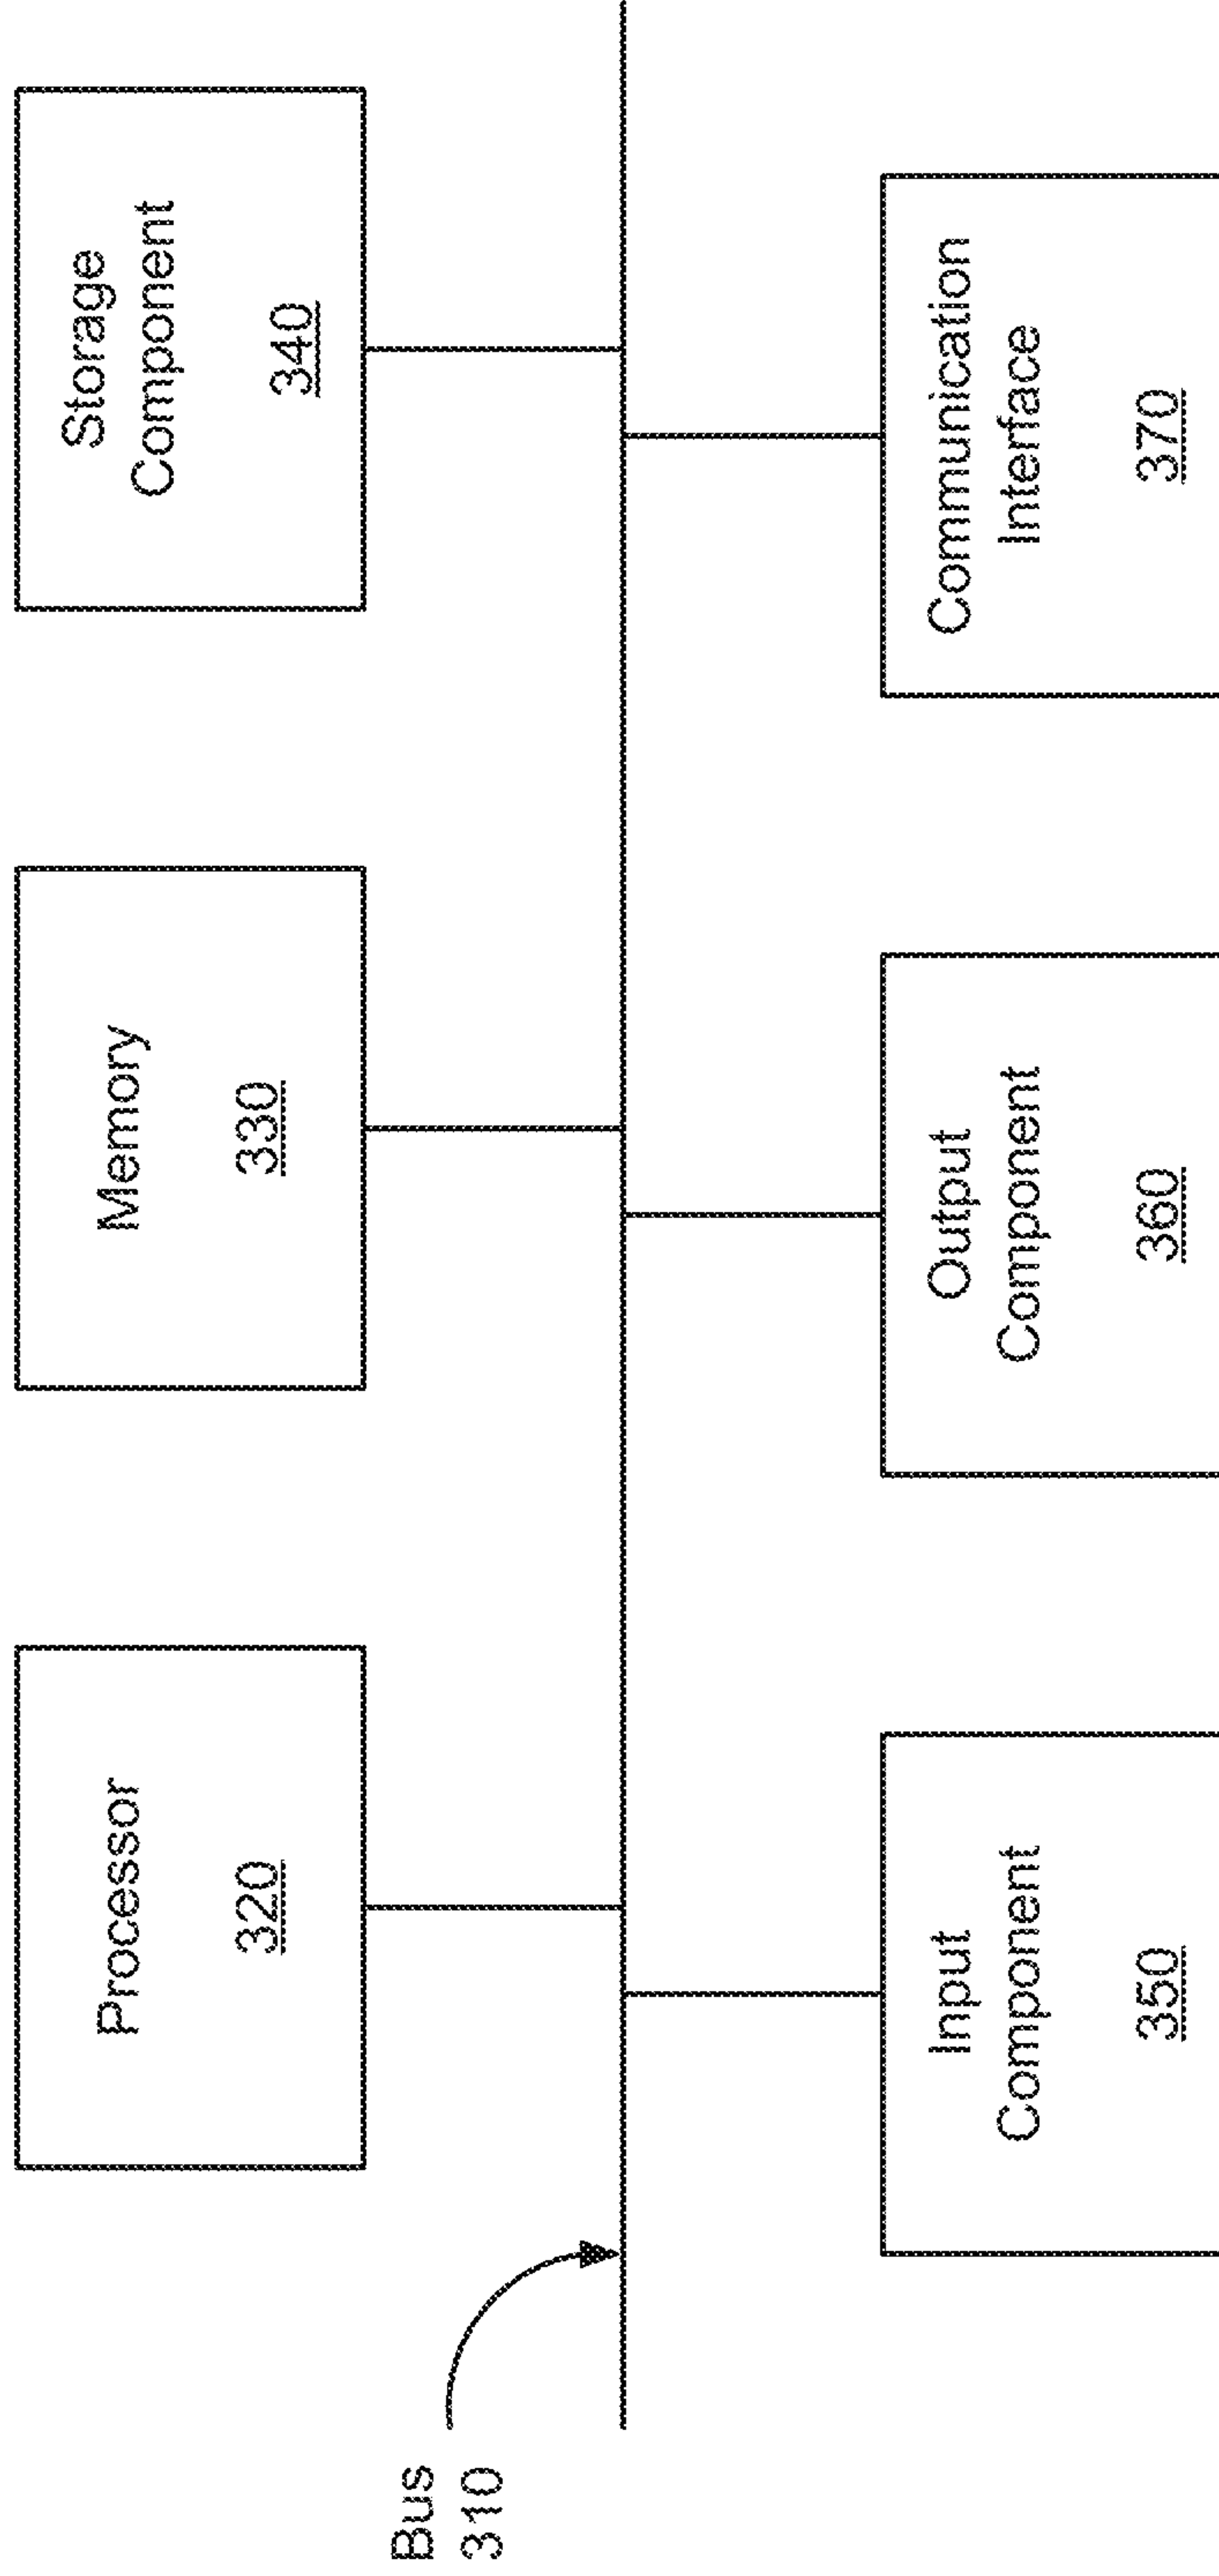 Bus
310
Processor
320
Memory
330
Storage
Component
340
Input
Component
350
Output
Component
360
Communication
Interface
370